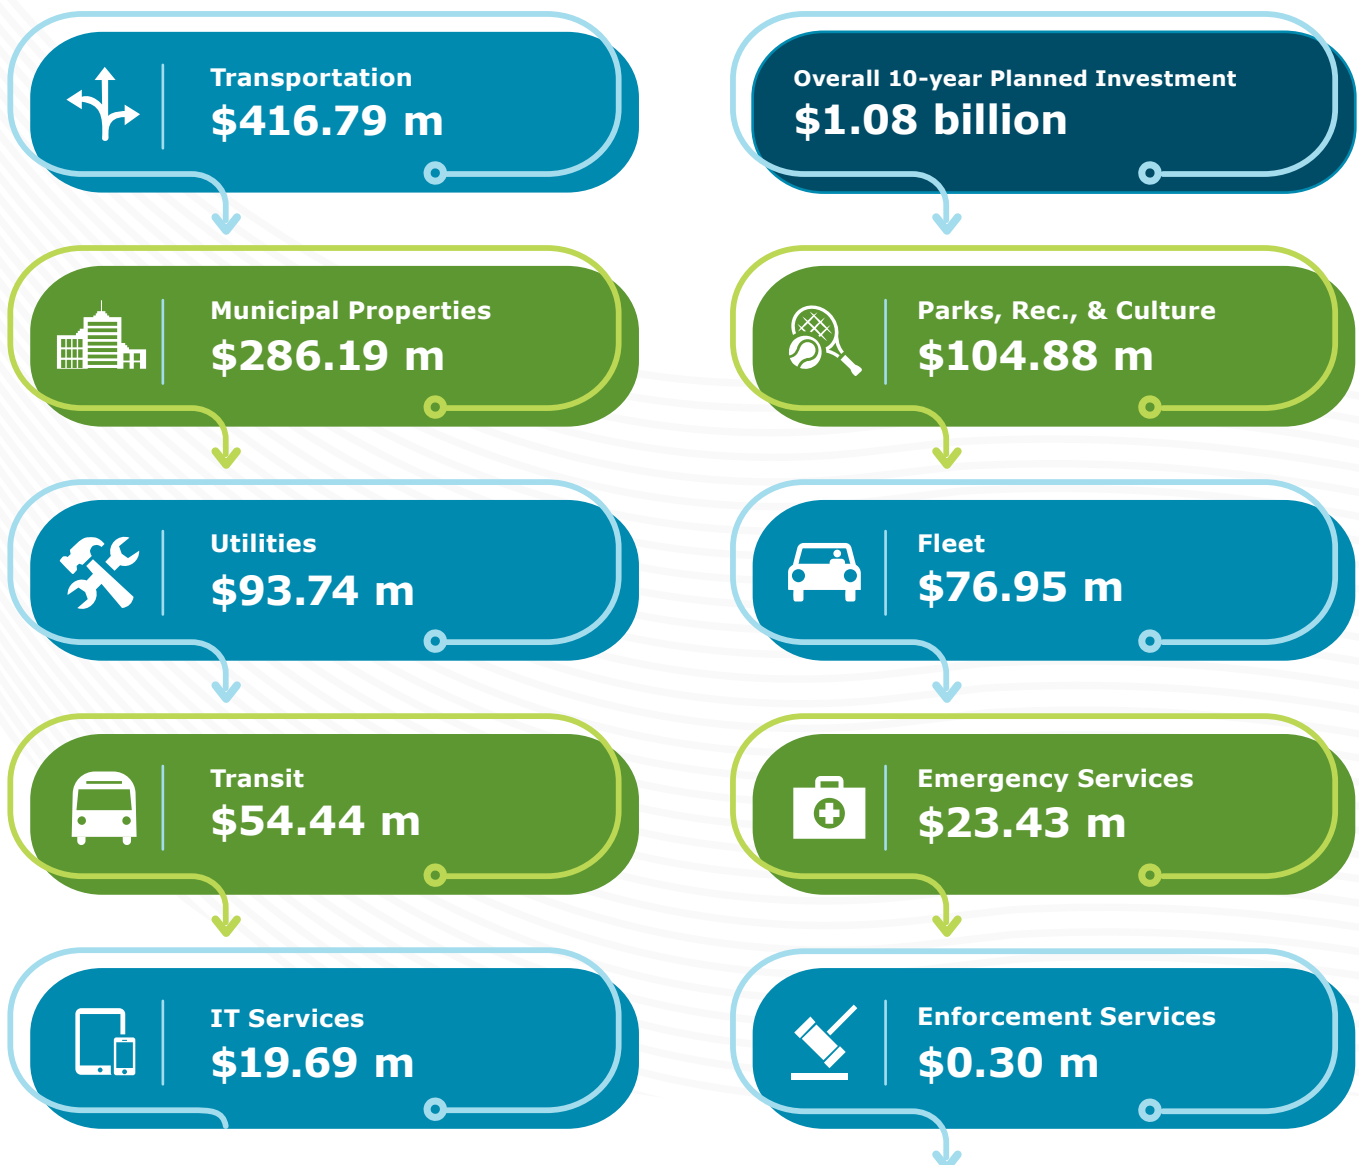 Transportation
$416.79 m
Overall 10-year Planned Investment
$1.08 billion
Municipal Properties
$286.19 m
Parks, Rec., & Culture
$104.88 m
Utilities
$93.74 m
Fleet
$76.95 m
Transit
$54.44 m
Emergency Services
$23.43 m
IT Services
$19.69 m
Enforcement Services
$0.30 m